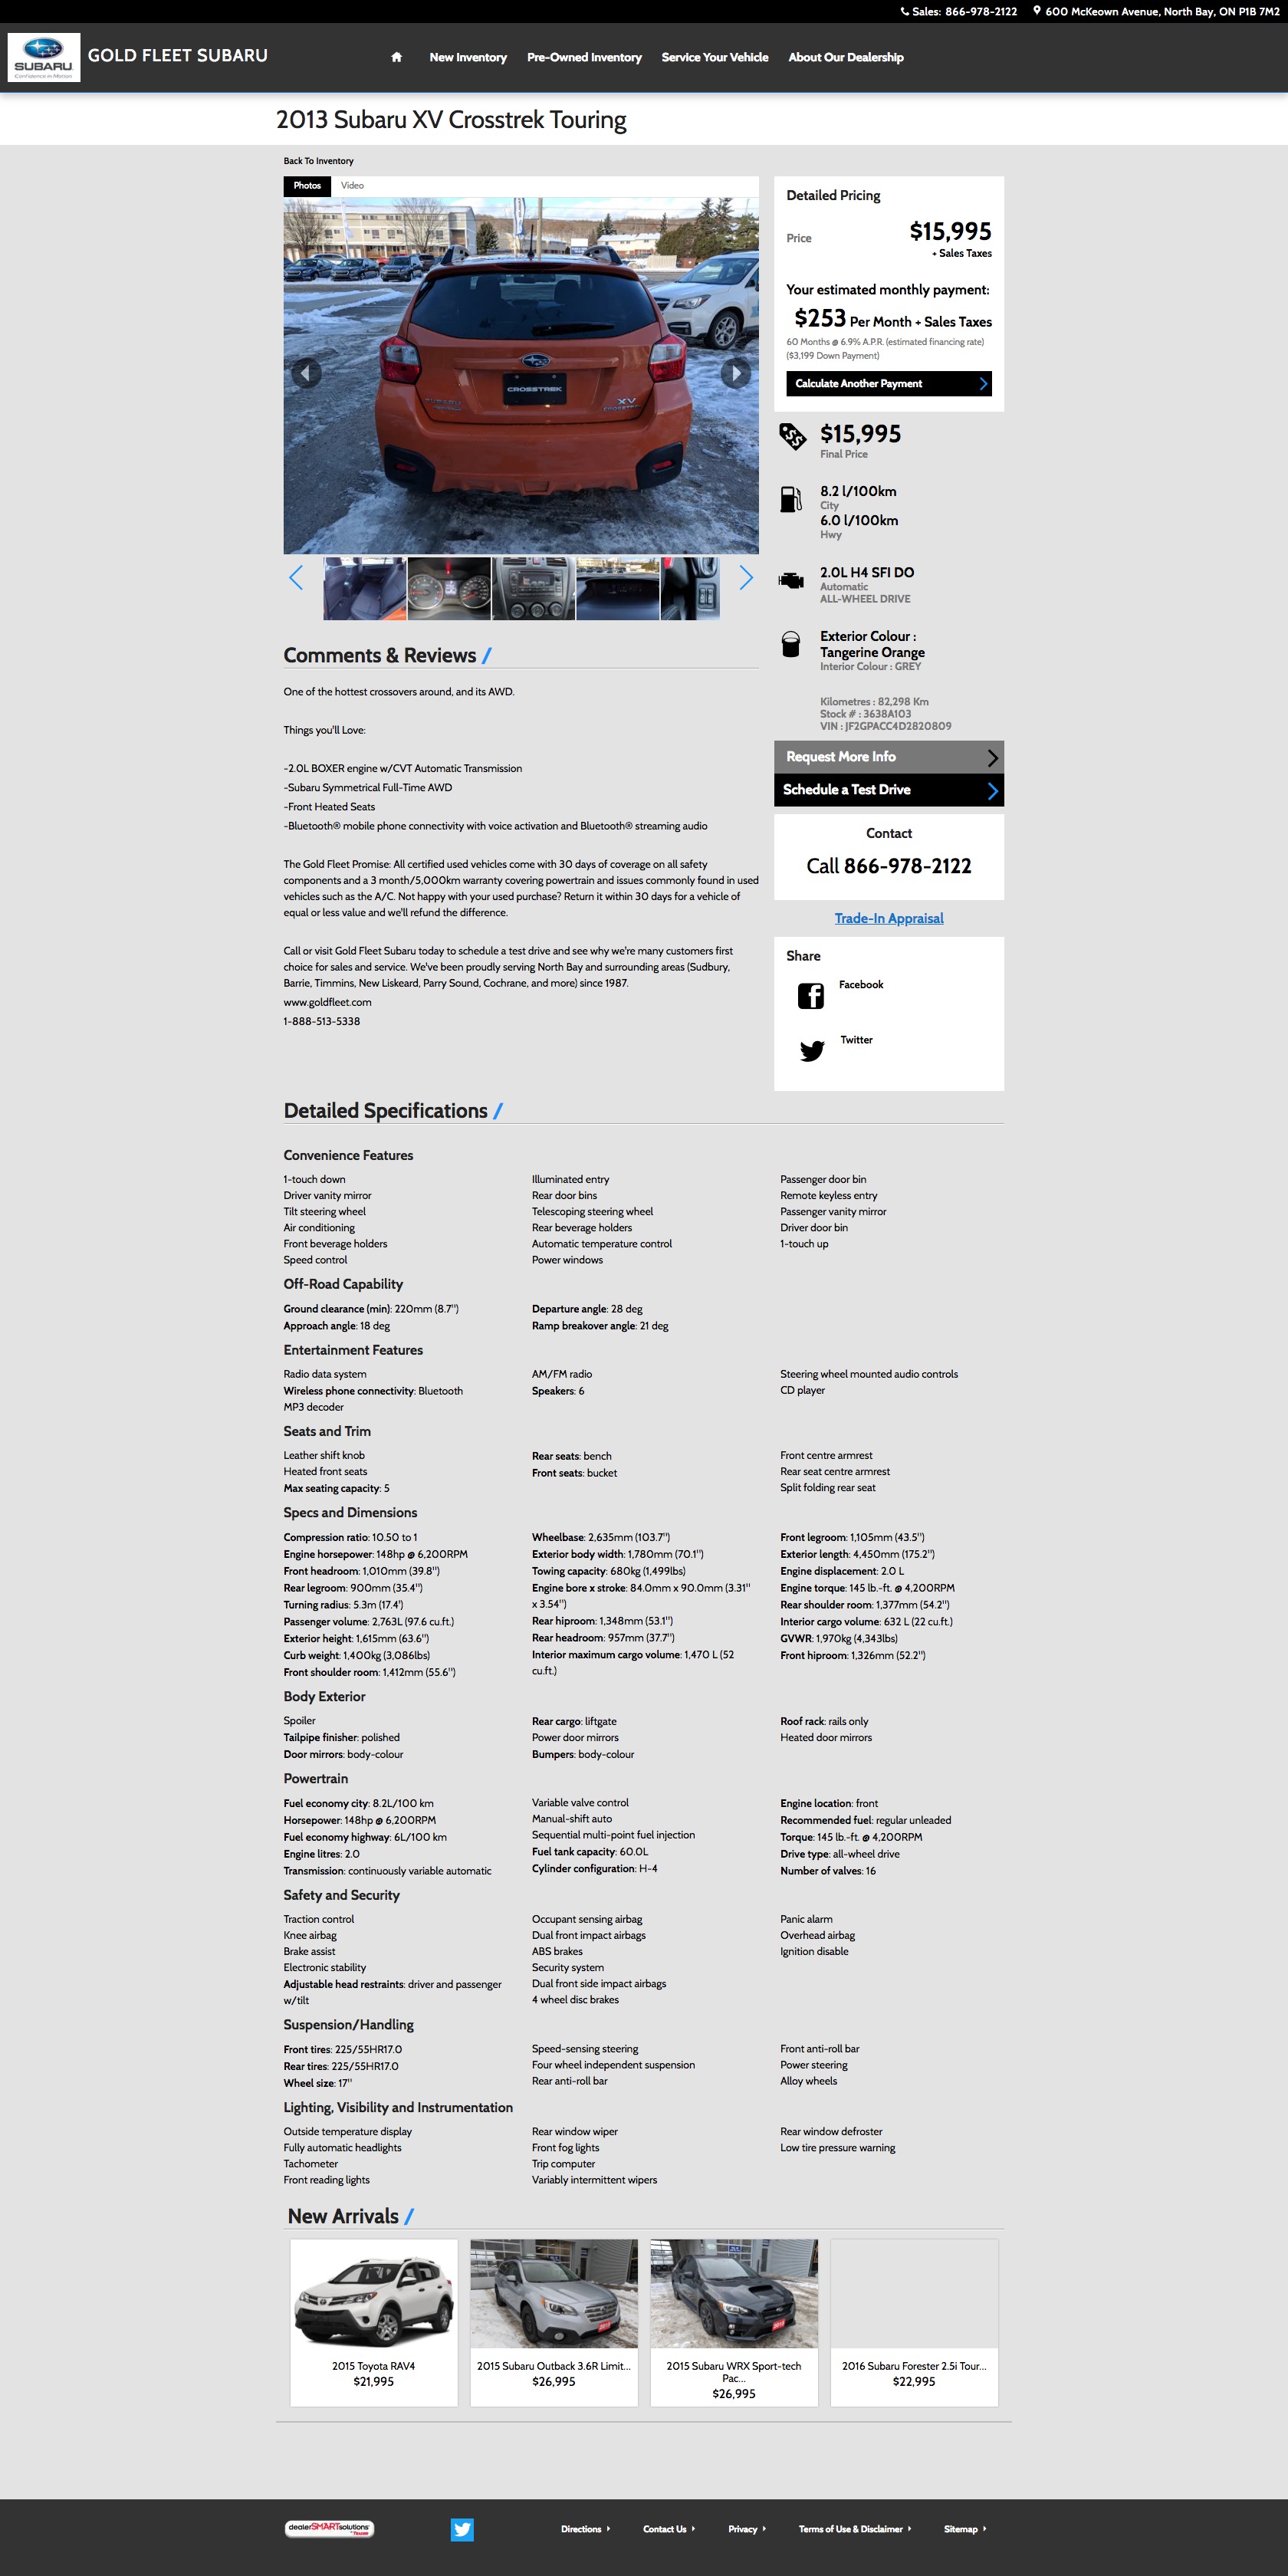 Sales: 866-978-2122
600 McKeown Avenue, North Bay, ON P1B 7M2
SUBARU
Confidence in Motion
GOLD FLEET SUBARU
New Inventory
Pre-Owned Inventory
Service Your Vehicle
About Our Dealership
2013 Subaru XV Crosstrek Touring
Back To Inventory
Photos
Video
CROSSTREK
XV
CROSSTREK
Detailed Pricing
Price
$15,995
+ Sales Taxes
Your estimated monthly payment:
$253 Per Month + Sales Taxes
60 Months @ 6.9% A.P.R. (estimated financing rate)
($3,199 Down Payment)
Calculate Another Payment
$15,995
Final Price
8.2 l/100km
City
6.0 l/100km
Hwy
2.0L H4 SFI DO
Automatic
ALL-WHEEL DRIVE
Exterior Colour :
Tangerine Orange
Interior Colour : GREY
Kilometres : 82,298 Km
Stock # : 3638A103
VIN : JF2GPACC4D2820809
Request More Info
Schedule a Test Drive
Contact
Call 866-978-2122
Trade-In Appraisal
Share
Facebook
Twitter
Comments & Reviews /
One of the hottest crossovers around, and its AWD.
Things you'll Love:
-2.0L BOXER engine w/CVT Automatic Transmission
-Subaru Symmetrical Full-Time AWD
-Front Heated Seats
-Bluetooth® mobile phone connectivity with voice activation and Bluetooth® streaming audio
The Gold Fleet Promise: All certified used vehicles come with 30 days of coverage on all safety
components and a 3 month/5,000km warranty covering powertrain and issues commonly found in used
vehicles such as the A/C. Not happy with your used purchase? Return it within 30 days for a vehicle of
equal or less value and we'll refund the difference.
Call or visit Gold Fleet Subaru today to schedule a test drive and see why we're many customers first
choice for sales and service. We've been proudly serving North Bay and surrounding areas (Sudbury,
Barrie, Timmins, New Liskeard, Parry Sound, Cochrane, and more) since 1987.
www.goldfleet.com
1-888-513-5338
Detailed Specifications /
Convenience Features
1-touch down
Driver vanity mirror
Tilt steering wheel
Air conditioning
Front beverage holders
Speed control
Illuminated entry
Rear door bins
Telescoping steering wheel
Rear beverage holders
Automatic temperature control
Power windows
Passenger door bin
Remote keyless entry
Passenger vanity mirror
Driver door bin
1-touch up
Off-Road Capability
Ground clearance (min): 220mm (8.7")
Approach angle: 18 deg
Departure angle: 28 deg
Ramp breakover angle: 21 deg
Entertainment Features
Radio data system
Wireless phone connectivity: Bluetooth
MP3 decoder
AM/FM radio
Speakers: 6
Steering wheel mounted audio controls
CD player
Seats and Trim
Leather shift knob
Heated front seats
Max seating capacity: 5
Rear seats: bench
Front seats: bucket
Front centre armrest
Rear seat centre armrest
Split folding rear seat
Specs and Dimensions
Compression ratio: 10.50 to 1
Engine horsepower: 148hp @ 6,200RPM
Front headroom: 1,010mm (39.8")
Rear legroom: 900mm (35.4")
Turning radius: 5.3m (17.4')
Passenger volume: 2,763L (97.6 cu.ft.)
Exterior height: 1,615mm (63.6")
Curb weight: 1,400kg (3,086lbs)
Front shoulder room: 1,412mm (55.6")
Wheelbase: 2,635mm (103.7")
Exterior body width: 1,780mm (70.1")
Towing capacity: 680kg (1,499lbs)
Engine bore x stroke: 84.0mm x 90.0mm (3.31"
x 3.54")
Rear hiproom: 1,348mm (53.1")
Rear headroom: 957mm (37.7")
Interior maximum cargo volume: 1,470 L (52
cu.ft.)
Front legroom: 1,105mm (43.5")
Exterior length: 4,450mm (175.2")
Engine displacement: 2.0 L
Engine torque: 145 lb.-ft. @ 4,200RPM
Rear shoulder room: 1,377mm (54.2")
Interior cargo volume: 632 L (22 cu.ft.)
GVWR: 1,970kg (4,343lbs)
Front hiproom: 1,326mm (52.2")
Body Exterior
Spoiler
Tailpipe finisher: polished
Door mirrors: body-colour
Rear cargo: liftgate
Power door mirrors
Bumpers: body-colour
Roof rack: rails only
Heated door mirrors
Powertrain
Fuel economy city: 8.2L/100 km
Horsepower: 148hp @ 6,200RPM
Fuel economy highway: 6L/100 km
Engine litres: 2.0
Transmission: continuously variable automatic
Variable valve control
Manual-shift auto
Sequential multi-point fuel injection
Fuel tank capacity: 60.0L
Cylinder configuration: H-4
Engine location: front
Recommended fuel: regular unleaded
Torque: 145 lb.-ft. @ 4,200RPM
Drive type: all-wheel drive
Number of valves: 16
Safety and Security
Traction control
Knee airbag
Brake assist
Electronic stability
Adjustable head restraints: driver and passenger
w/tilt
Occupant sensing airbag
Dual front impact airbags
ABS brakes
Security system
Dual front side impact airbags
4 wheel disc brakes
Panic alarm
Overhead airbag
Ignition disable
Suspension/Handling
Front tires: 225/55HR17.0
Rear tires: 225/55HR17.0
Wheel size: 17"
Speed-sensing steering
Four wheel independent suspension
Rear anti-roll bar
Front anti-roll bar
Power steering
Alloy wheels
Lighting, Visibility and Instrumentation
Outside temperature display
Fully automatic headlights
Tachometer
Front reading lights
Rear window wiper
Front fog lights
Trip computer
Variably intermittent wipers
Rear window defroster
Low tire pressure warning
New Arrivals /
2015 Toyota RAV4
$21,995
2015 Subaru Outback 3.6R Limit...
$26,995
2015 Subaru WRX Sport-tech
Pac...
$26,995
2016 Subaru Forester 2.5i Tour...
$22,995
dealerSMARTsolutions
Directions
Contact Us
Privacy
Terms of Use & Disclaimer
Sitemap